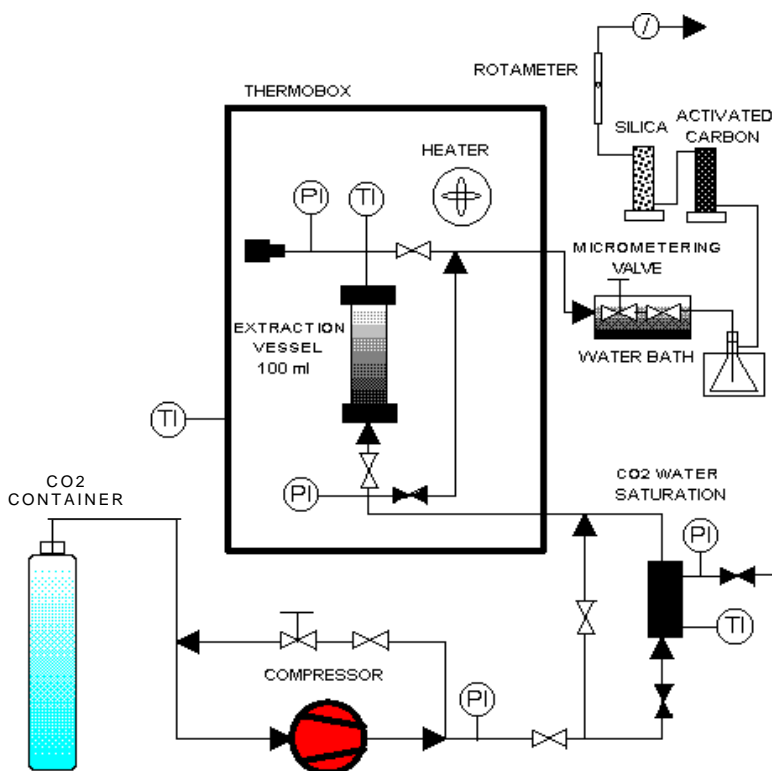 ROTAMETER
THERMOBOX
ACTIVATED
CARBON
SILICA
HEATER
PI
TI
MICROMETERING
VALVE
EXTRACTION
VESSEL
100 ml
WATER BATH
TI
PI
CO2
CONTAINER
CO2 WATER
SATURATION
PI
TI
COMPRESSOR
PI